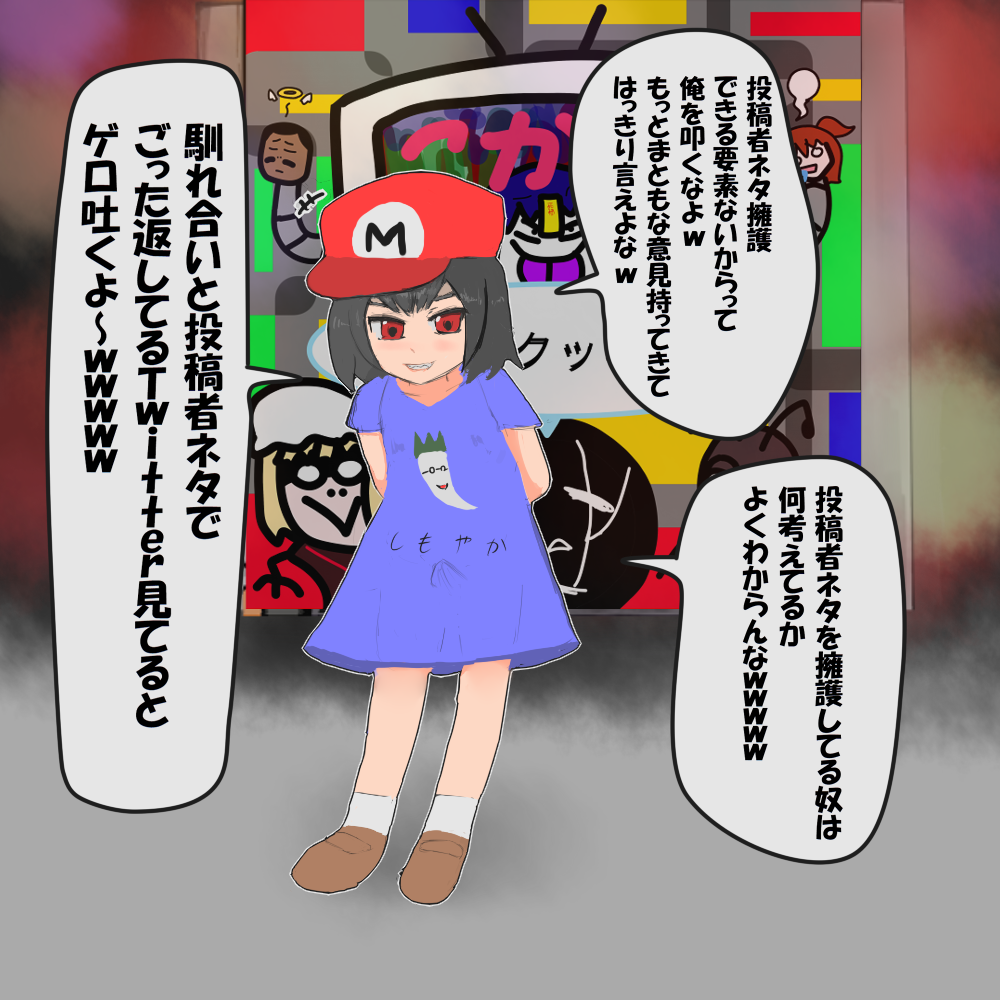 投稿者ネタ擁護
できる要素ないからって
俺を叩くなよw
もっとまともな意見持ってきて
はっきり言えよなw
馴れ合いと投稿者ネタで
ごった返してるTwitter見てると
ゲロ吐くよ～wwwww
投稿者ネタを擁護してる奴は
何考えてるか
よくわからんなwwwww
M
しもやか
クッ